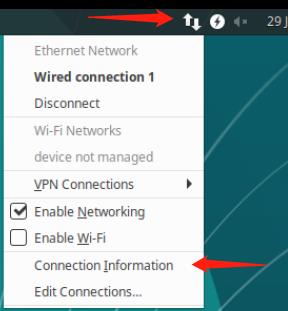 29 J
Ethernet Network
Wired connection 1
Disconnect
Wi-Fi Networks
device not managed
VPN Connections
Enable Networking
Enable Wi-Fi
Connection Information
Edit Connections...